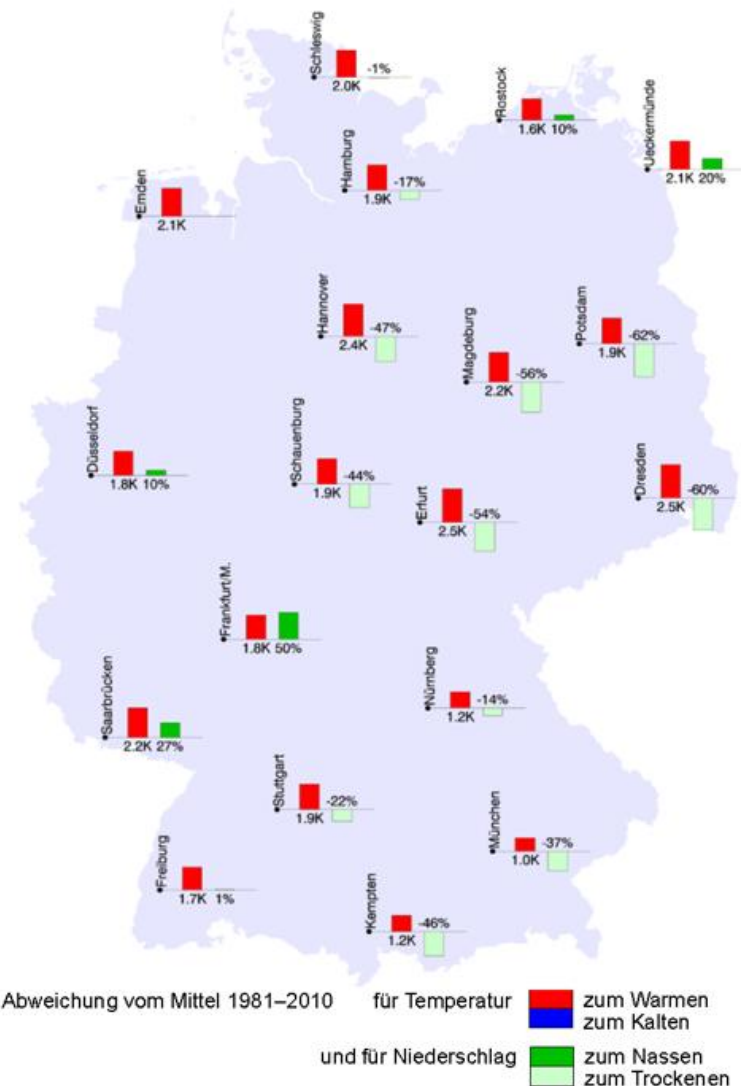 Schleswig
-1%
2.0K
Rostock
1.6K 10%
Ueckermünde
2.1K 20%
Hamburg
-17%
1.9K
Emden
2.1K
Hannover
-47%
2.4K
Potsdam
-62%
1.9K
Magdeburg
-56%
2.2K
Düsseldorf
1.8K 10%
Schauenburg
-44%
1.9K
Dresden
-60%
2.5K
Erfurt
-54%
2.5K
Frankfurt/M.
1.8K 50%
Nürnberg
-14%
1.2K
Saarbrücken
2.2K 27%
Stuttgart
-22%
1.9K
München
-37%
1.0K
Freiburg
1.7K 1%
Kempten
-46%
1.2K
Abweichung vom Mittel 1981–2010 für Temperatur zum Warmen
zum Kalten
und für Niederschlag zum Nassen
zum Trockenen